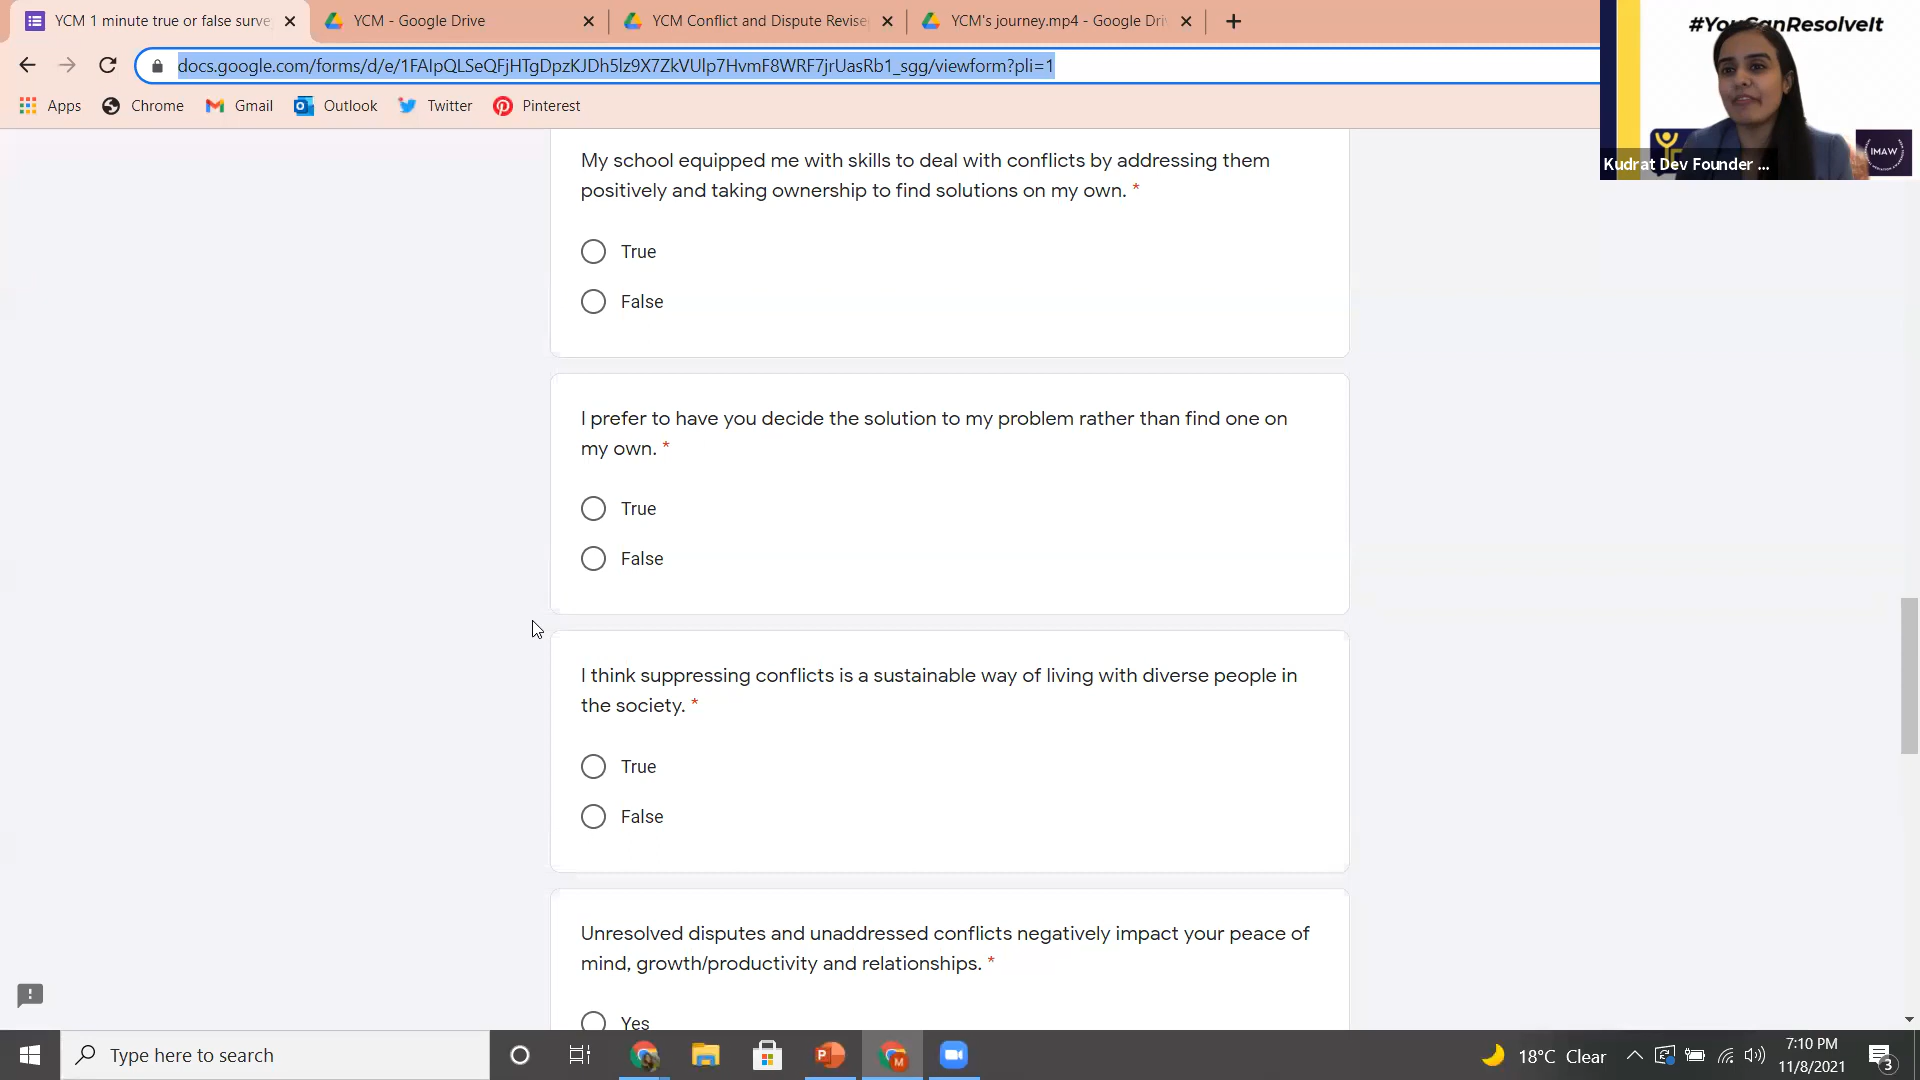 YCM 1 minute true or false surve
YCM - Google Drive
YCM Conflict and Dispute Revise
YCM's journey.mp4 - Google Dri
docs.google.com/forms/d/e/1FAIpQLSeQFjHTgDpzKJDh5lz9X7ZkVUlp7HvmF8WRF7jrUasRb1_sgg/viewform?pli=1
Apps
Chrome
Gmail
Outlook
Twitter
Pinterest
#YouCanResolveIt
IMAW
Kudrat Dev Founder ...
My school equipped me with skills to deal with conflicts by addressing them
positively and taking ownership to find solutions on my own. *
True
False
I prefer to have you decide the solution to my problem rather than find one on
my own. *
True
False
I think suppressing conflicts is a sustainable way of living with diverse people in
the society. *
True
False
Unresolved disputes and unaddressed conflicts negatively impact your peace of
mind, growth/productivity and relationships. *
Yes
Type here to search
18°C Clear
7:10 PM
11/8/2021
3